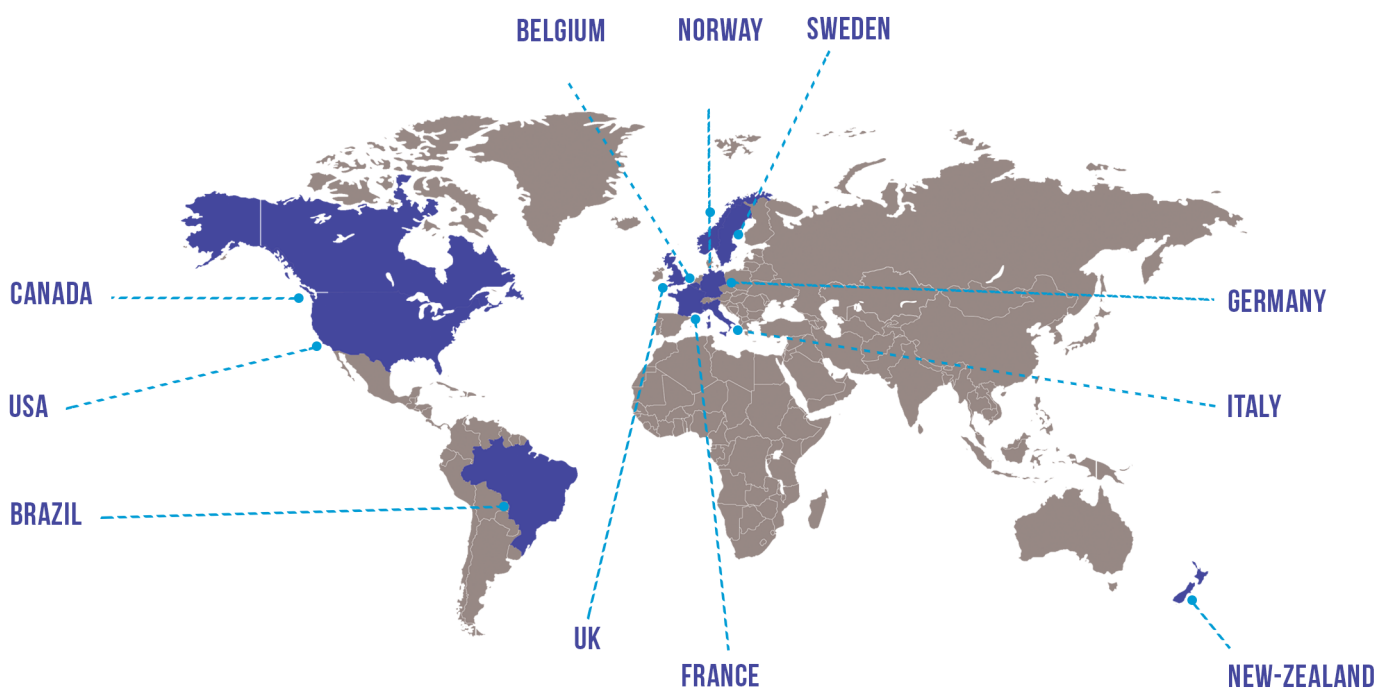 BELGIUM
NORWAY
SWEDEN
CANADA
GERMANY
USA
ITALY
BRAZIL
UK
FRANCE
NEW-ZEALAND